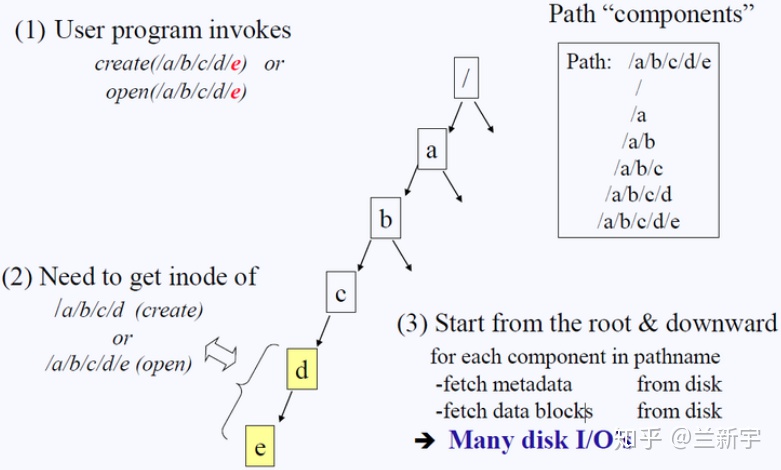 (1) User program invokes
create(/a/b/c/d/e) or
open(/a/b/c/d/e)
Path “components”
Path: /a/b/c/d/e
/
/a
/a/b
/a/b/c
/a/b/c/d
/a/b/c/d/e
/
a
b
c
d
e
(2) Need to get inode of
/a/b/c/d (create)
or
/a/b/c/d/e (open)
(3) Start from the root & downward
for each component in pathname
-fetch metadata from disk
-fetch data blocks from disk
➔ Many disk I/O's
知乎 @兰新宇